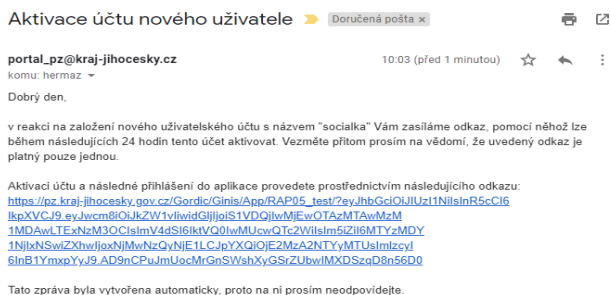 Aktivace účtu nového uživatele Doručená pošta ×
portal_pz@kraj-jihocesky.cz 10:03 (před 1 minutou)
komu: hermaz
Dobrý den,
v reakci na založení nového uživatelského účtu s názvem "socialka" Vám zasíláme odkaz, pomocí něhož lze
během následujících 24 hodin tento účet aktivovat. Vezměte přitom prosím na vědomí, že uvedený odkaz je
platný pouze jednou.
Aktivaci účtu a následné přihlášení do aplikace provedete prostřednictvím následujícího odkazu:
https://pz.kraj-jihocesky.gov.cz/Gordic/Ginis/App/RAP05_test/?eyJhbGciOiJIUzI1NiIsInR5cCI6
IkpXVCJ9.eyJwcm8iOiJkZW1vIiwidGljIjoiS1VDQjIwMjEwOTAzMTAwMzM
1MDAwLTExNzM3OCIsImV4dSI6IktVQ0IwMUcwQTc2WiIsIm5iZiI6MTYzMDY
1NjIxNSwiZXhwIjoxNjMwNzQyNjE1LCJpYXQiOjE2MzA2NTYyMTUsImlzcyI
6InB1YmxpYyJ9.AD9nCPuJmUocMrGnSWshXyGSrZUbwIMXDSzqD8n56D0
Tato zpráva byla vytvořena automaticky, proto na ni prosím neodpovídejte.